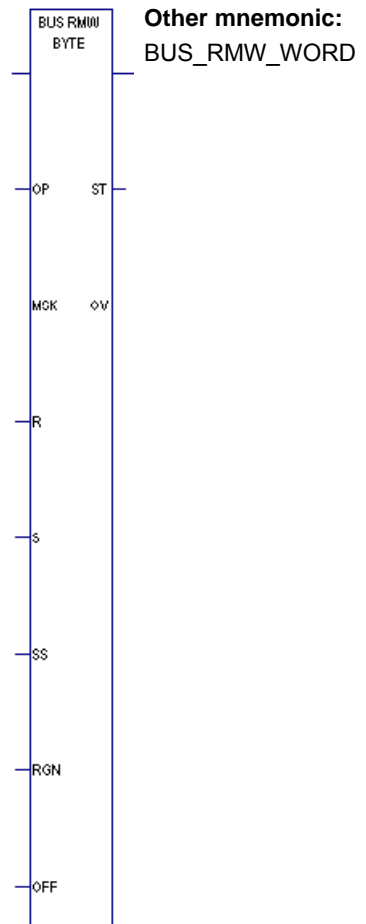 BUS RMW
BYTE
Other mnemonic:
BUS_RMW_WORD
OP ST
MSK OV
R
S
SS
RGN
OFF